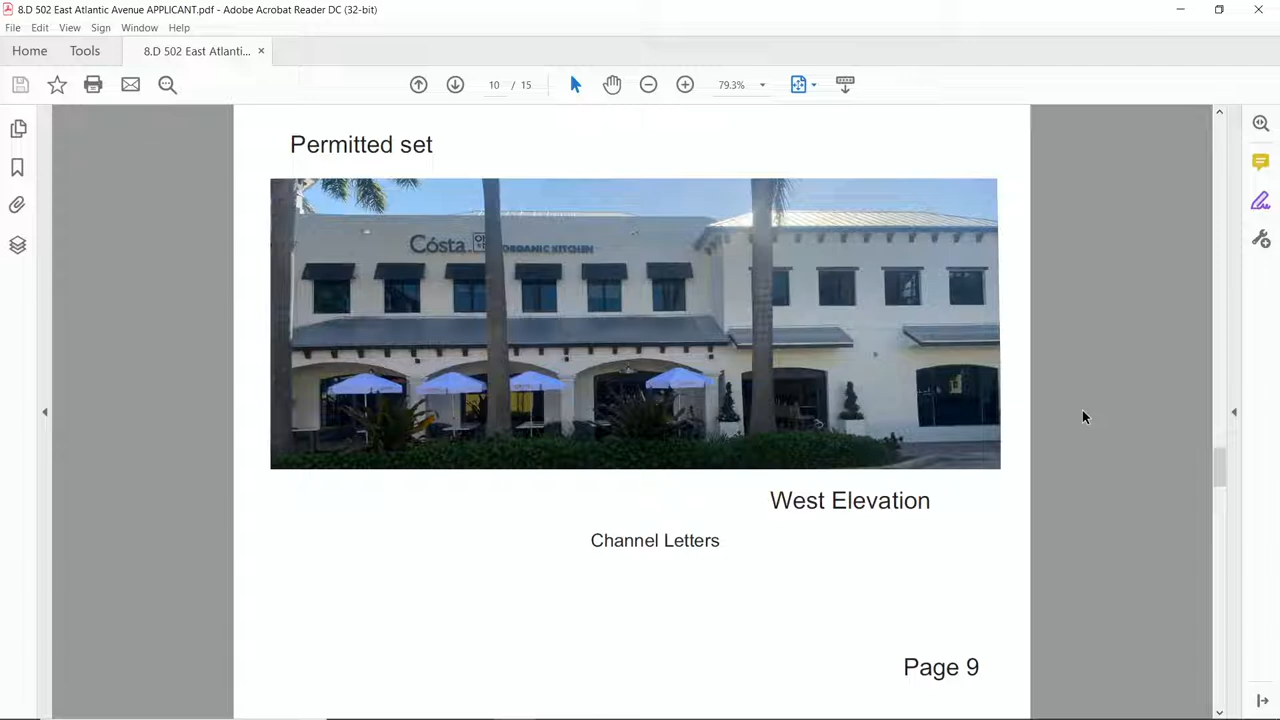 8.D 502 East Atlantic Avenue APPLICANT.pdf - Adobe Acrobat Reader DC (32-bit)
File Edit View Sign Window Help
Home Tools 8.D 502 East Atlanti... ×
10 / 15 79.3%
Permitted set
Cósta ORGANIC KITCHEN
West Elevation
Channel Letters
Page 9